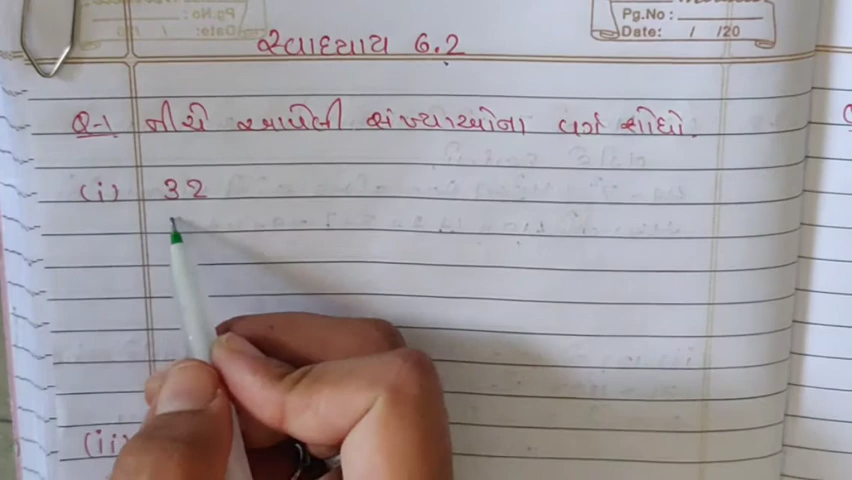 Pg.No :
Date: / /20
સ્વાધ્યાય 6.2
Q-1 નીચે આપેલી સંખ્યાઓના વર્ગ શોધો.
(i) 32
(ii)